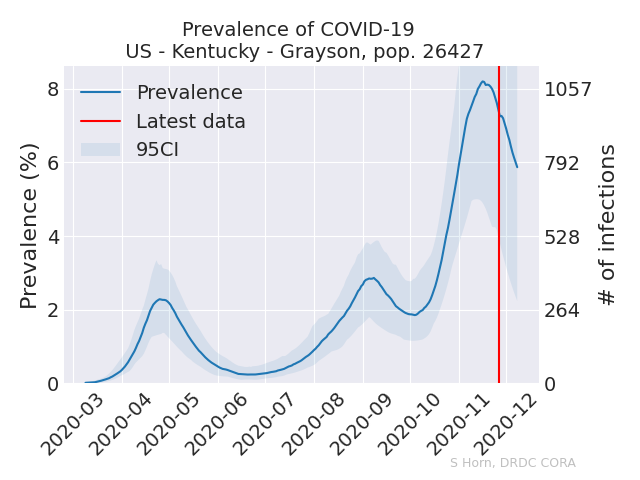 Prevalence of COVID-19
US - Kentucky - Grayson, pop. 26427
Prevalence
Latest data
95CI
Prevalence (%)
8
6
4
2
0
1057
792
528
264
0
# of infections
2020-03
2020-04
2020-05
2020-06
2020-07
2020-08
2020-09
2020-10
2020-11
2020-12
S Horn, DRDC CORA